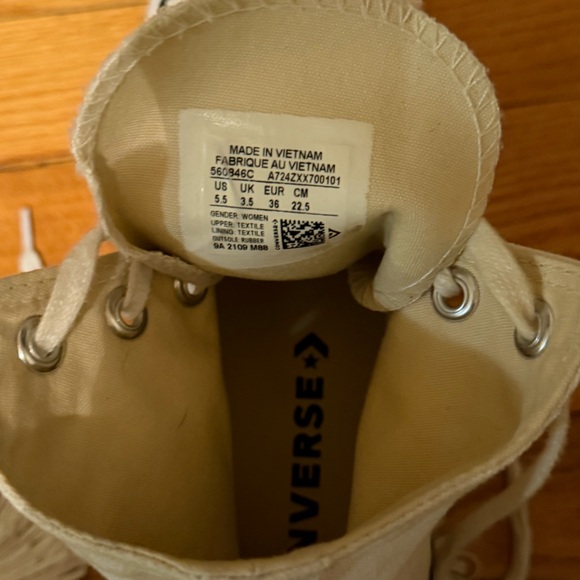 MADE IN VIETNAM
FABRIQUE AU VIETNAM
560846C A724ZXX700101
US UK EUR CM
5.5 3.5 36 22.5
GENDER: WOMEN
UPPER: TEXTILE
LINING: TEXTILE
OUTSOLE: RUBBER
9A 2109 M88
NVERSE